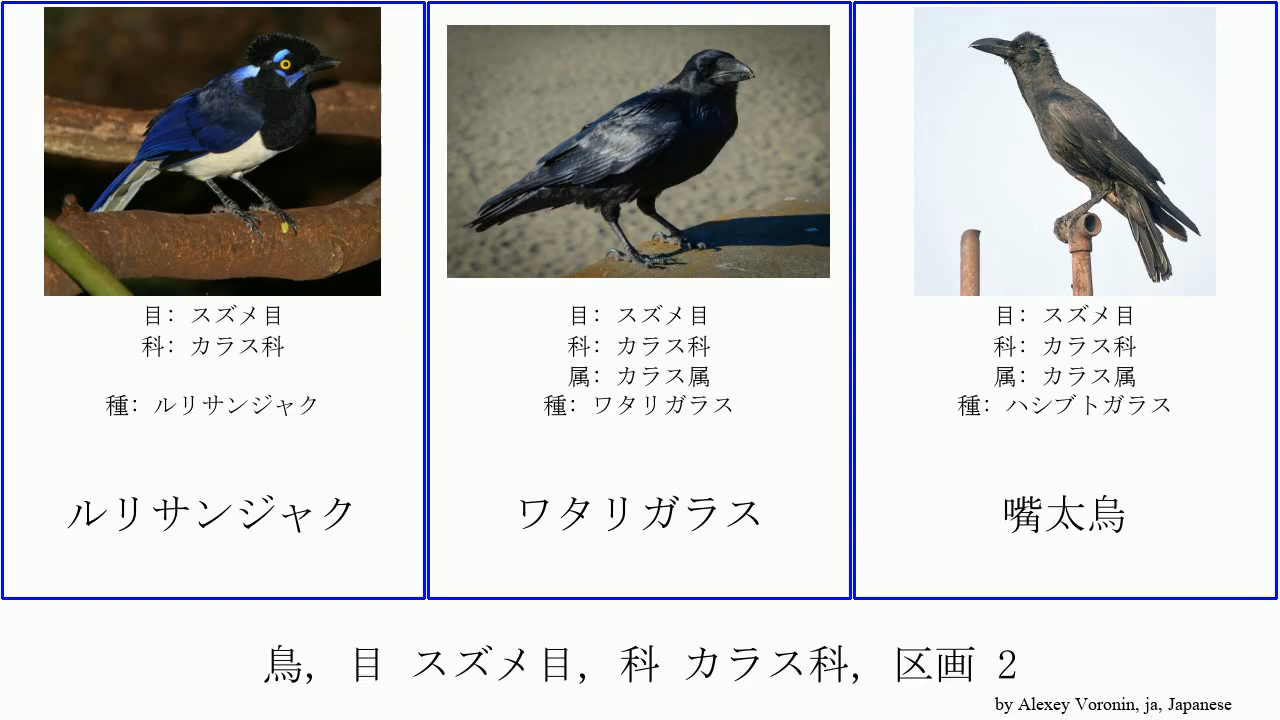 目: スズメ目
科: カラス科
種: ルリサンジャク
ルリサンジャク
目: スズメ目
科: カラス科
属: カラス属
種: ワタリガラス
ワタリガラス
目: スズメ目
科: カラス科
属: カラス属
種: ハシブトガラス
嘴太烏
鳥, 目 スズメ目, 科 カラス科, 区画 2
by Alexey Voronin, ja, Japanese